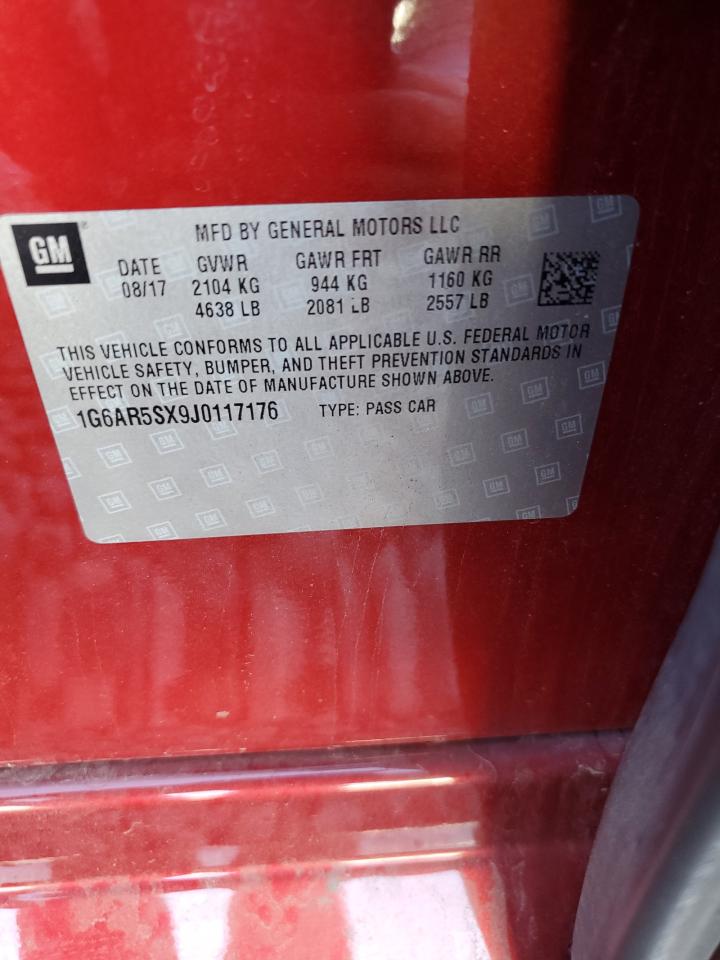 GM
MFD BY GENERAL MOTORS LLC
DATE GVWR GAWR FRT GAWR RR
08/17 2104 KG 944 KG 1160 KG
4638 LB 2081 LB 2557 LB
THIS VEHICLE CONFORMS TO ALL APPLICABLE U.S. FEDERAL MOTOR
VEHICLE SAFETY, BUMPER, AND THEFT PREVENTION STANDARDS IN
EFFECT ON THE DATE OF MANUFACTURE SHOWN ABOVE.
1G6AR5SX9J0117176 TYPE: PASS CAR